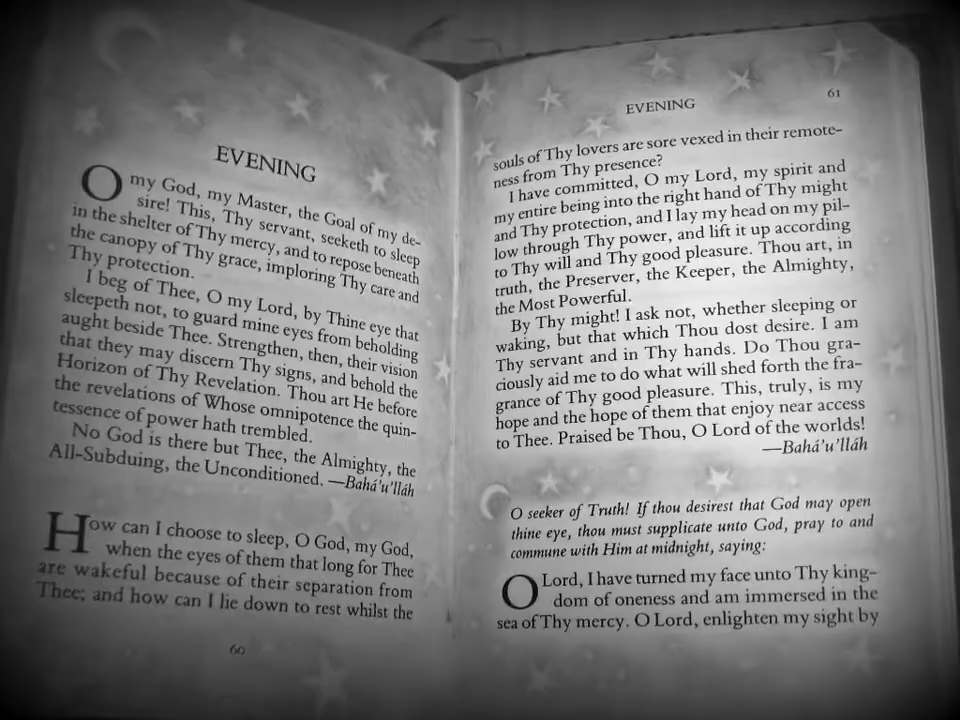 EVENING
O my God, my Master, the Goal of my de-
sire! This, Thy servant, seeketh to sleep
in the shelter of Thy mercy, and to repose beneath
the canopy of Thy grace, imploring Thy care and
Thy protection.
I beg of Thee, O my Lord, by Thine eye that
sleepeth not, to guard mine eyes from beholding
aught beside Thee. Strengthen, then, their vision
that they may discern Thy signs, and behold the
Horizon of Thy Revelation. Thou art He before
the revelations of Whose omnipotence the quin-
tessence of power hath trembled.
No God is there but Thee, the Almighty, the
All-Subduing, the Unconditioned. —Bahá'u'lláh
How can I choose to sleep, O God, my God,
when the eyes of them that long for Thee
are wakeful because of their separation from
Thee; and how can I lie down to rest whilst the
60
EVENING 61
souls of Thy lovers are sore vexed in their remote-
ness from Thy presence?
I have committed, O my Lord, my spirit and
my entire being into the right hand of Thy might
and Thy protection, and I lay my head on my pil-
low through Thy power, and lift it up according
to Thy will and Thy good pleasure. Thou art, in
truth, the Preserver, the Keeper, the Almighty,
the Most Powerful.
By Thy might! I ask not, whether sleeping or
waking, but that which Thou dost desire. I am
Thy servant and in Thy hands. Do Thou gra-
ciously aid me to do what will shed forth the fra-
grance of Thy good pleasure. This, truly, is my
hope and the hope of them that enjoy near access
to Thee. Praised be Thou, O Lord of the worlds!
—Bahá'u'lláh
O seeker of Truth! If thou desirest that God may open
thine eye, thou must supplicate unto God, pray to and
commune with Him at midnight, saying:
O Lord, I have turned my face unto Thy king-
dom of oneness and am immersed in the
sea of Thy mercy. O Lord, enlighten my sight by